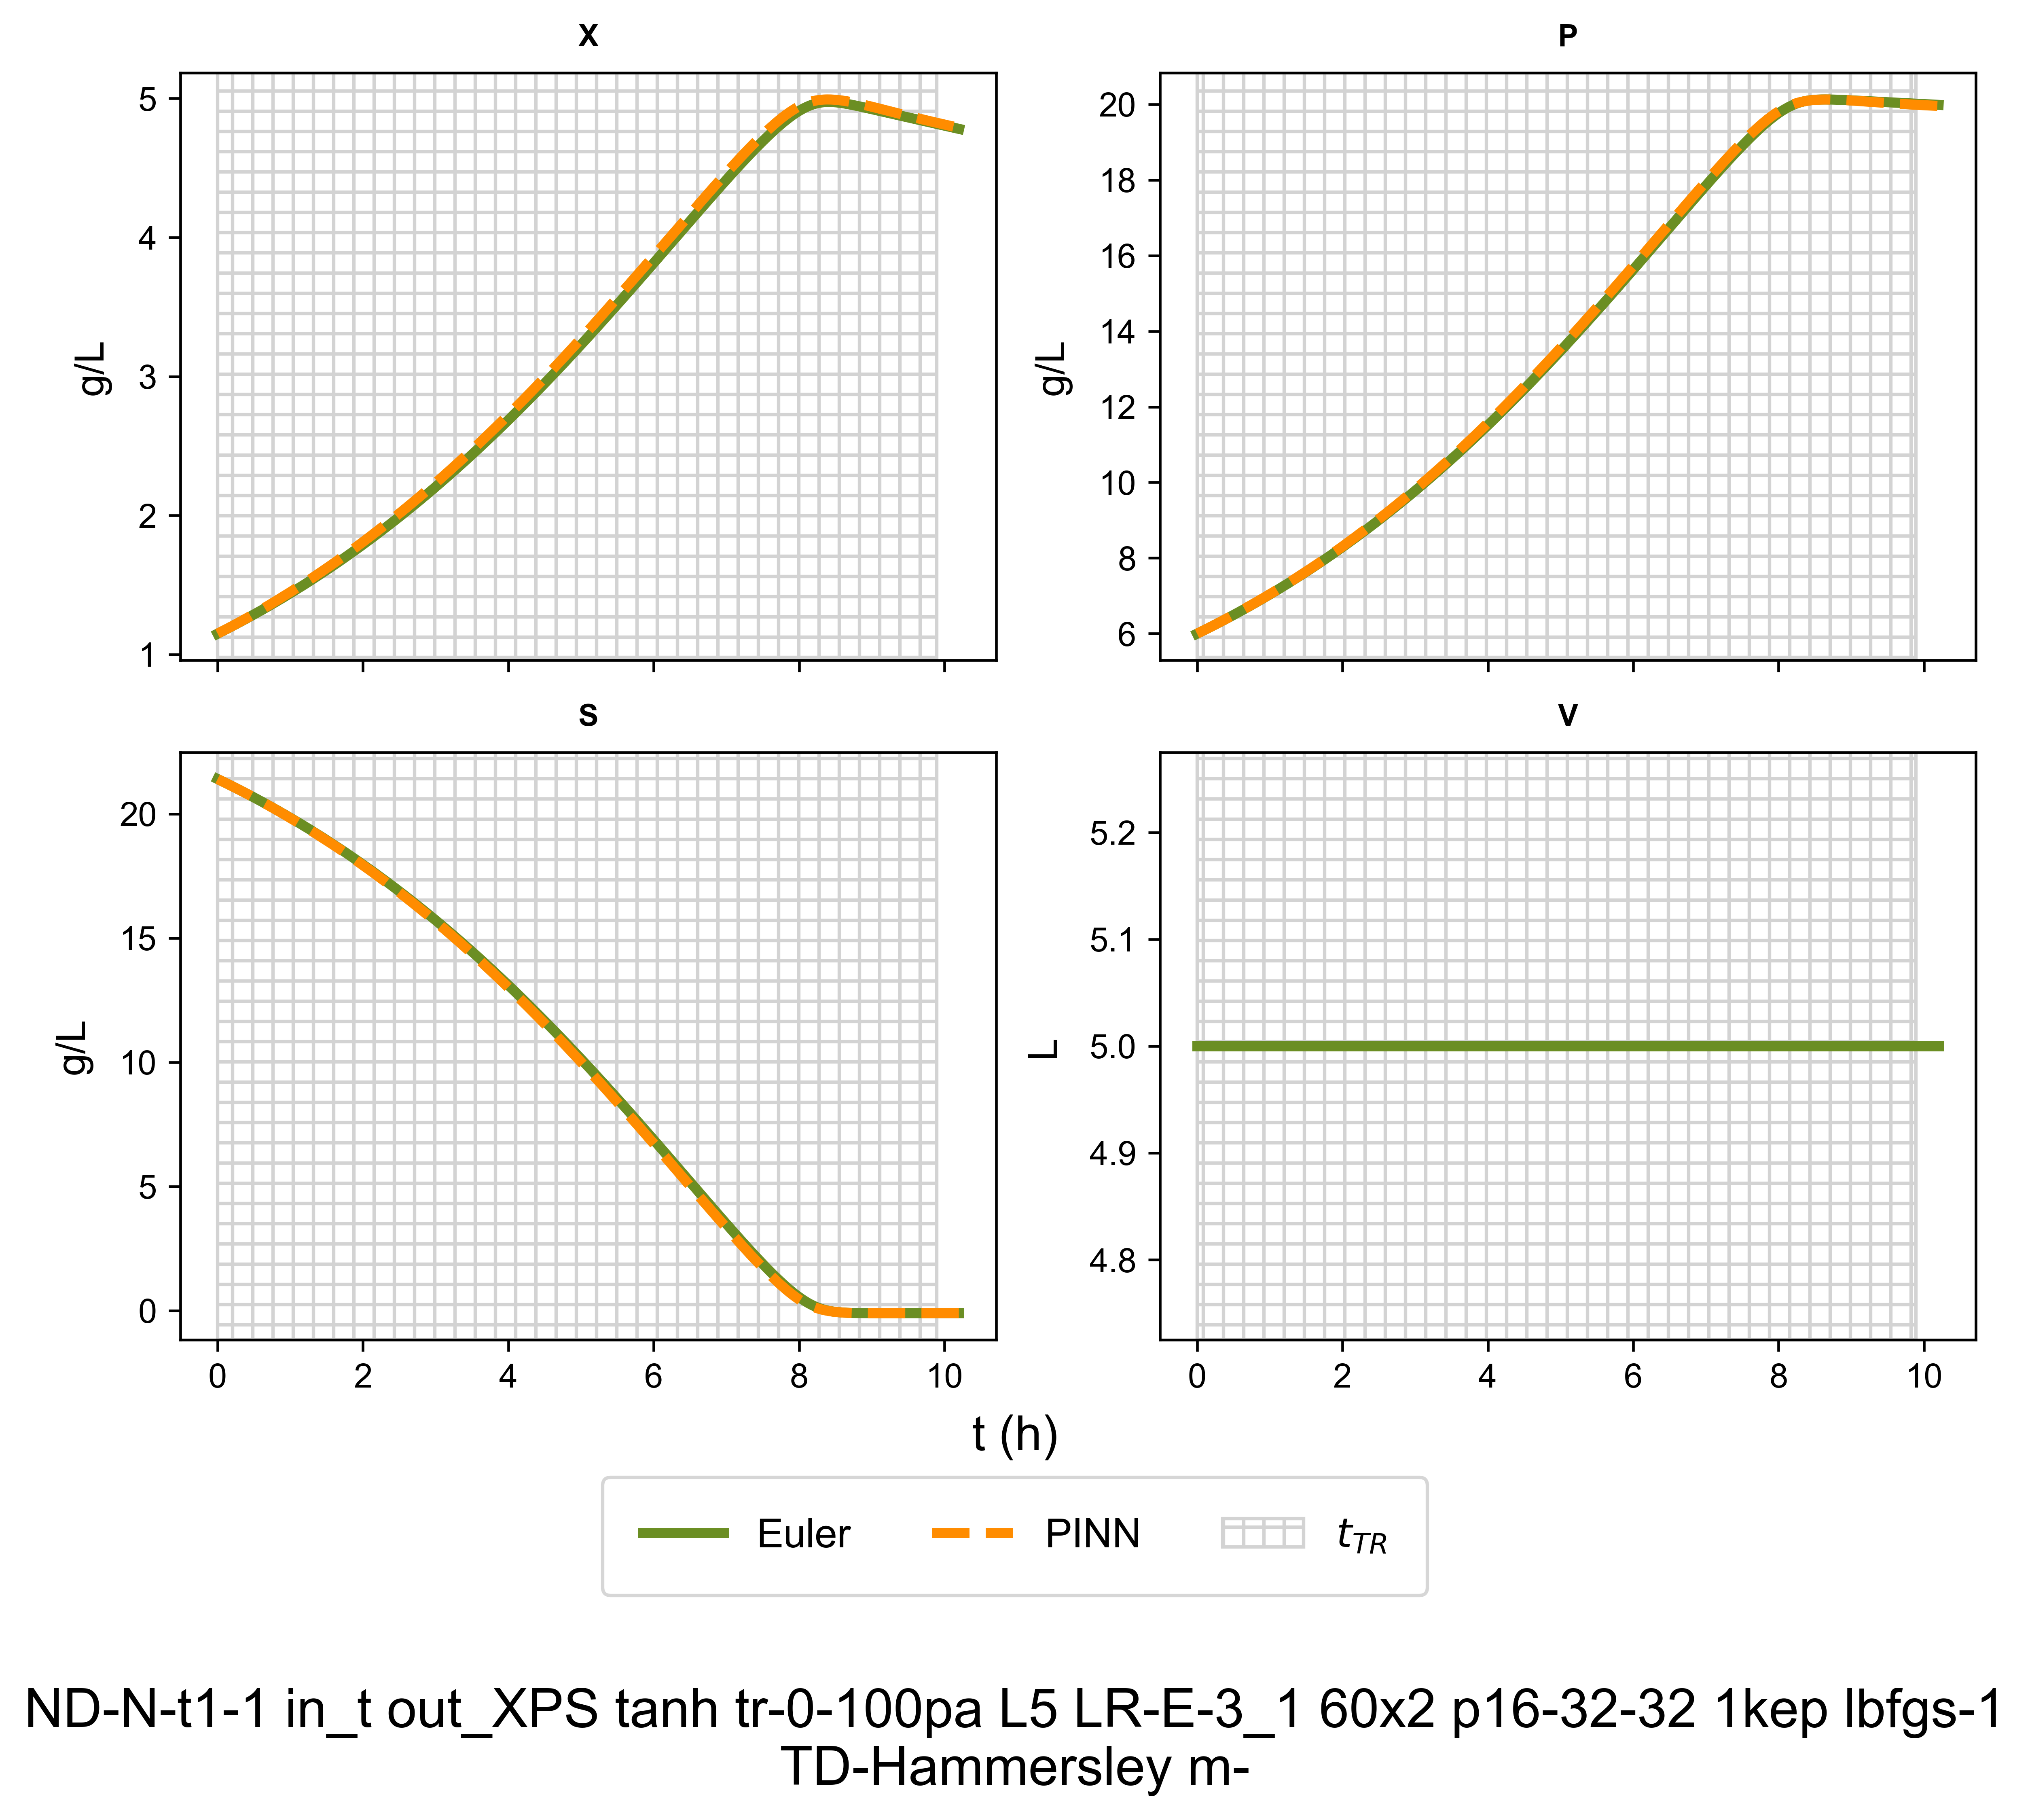 X
P
5
4
3
2
1
g/L
20
18
16
14
12
10
8
6
g/L
S
V
20
15
10
5
0
g/L
5.2
5.1
5.0
4.9
4.8
L
0 2 4 6 8 10
0 2 4 6 8 10
t (h)
Euler PINN t_TR
ND-N-t1-1 in_t out_XPS tanh tr-0-100pa L5 LR-E-3_1 60x2 p16-32-32 1kep lbfgs-1
TD-Hammersley m-